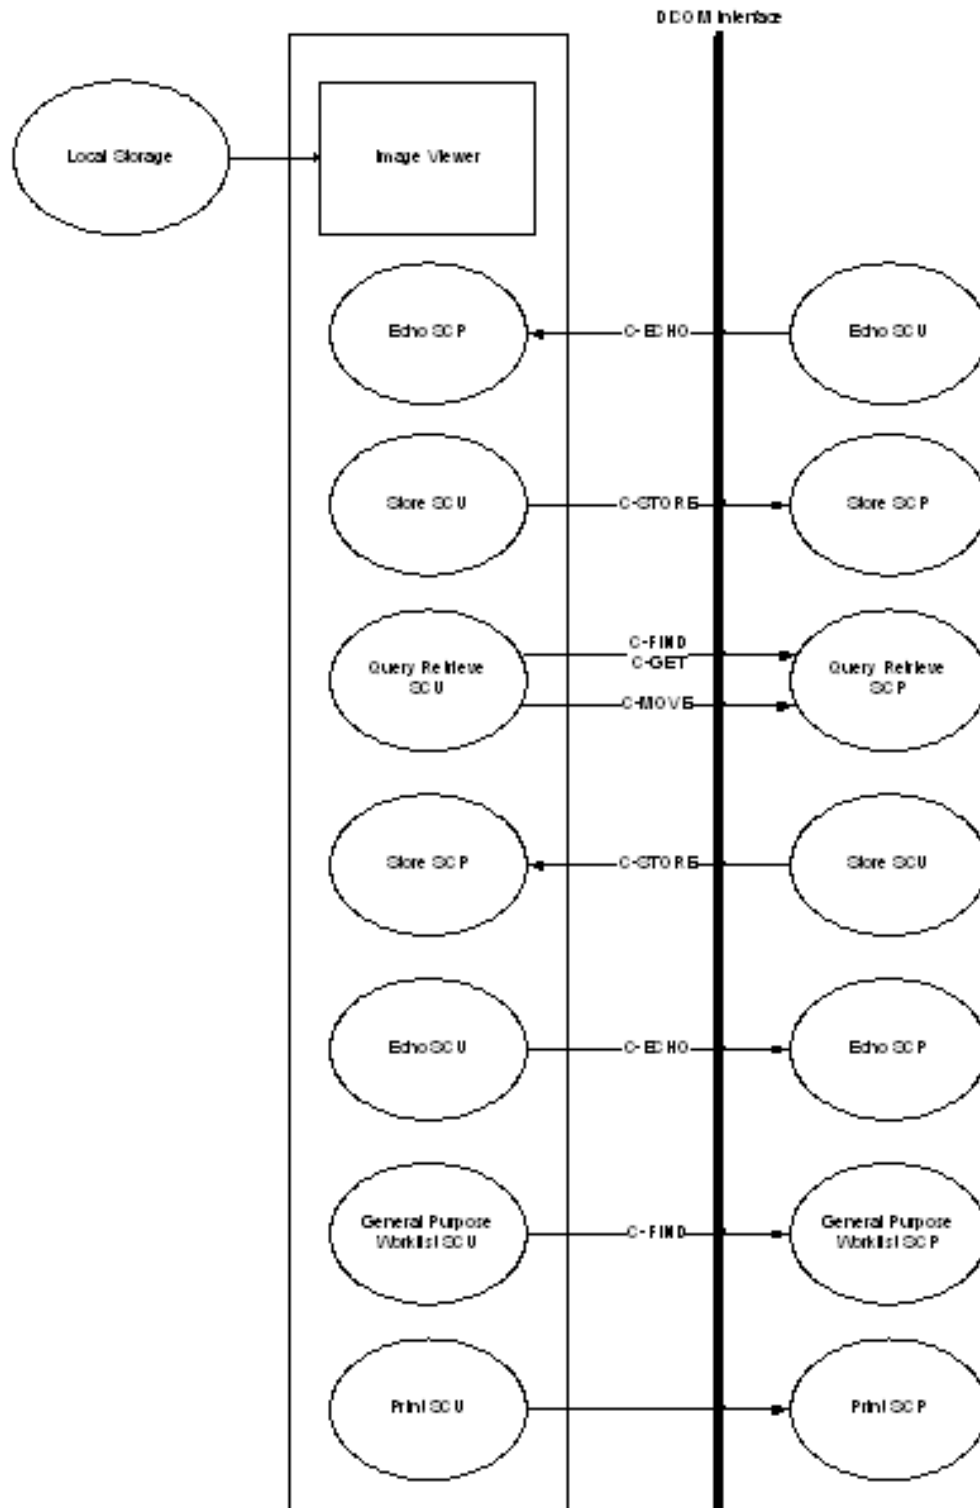 DICOM Interface
Local Storage
Image Viewer
Echo SCP
C-ECHO
Echo SCU
Store SCU
C-STORE
Store SCP
Query Retrieve
SCU
C-FIND
C-GET
C-MOVE
Query Retrieve
SCP
Store SCP
C-STORE
Store SCU
Echo SCU
C-ECHO
Echo SCP
General Purpose
Worklist SCU
C-FIND
General Purpose
Worklist SCP
Print SCU
Print SCP